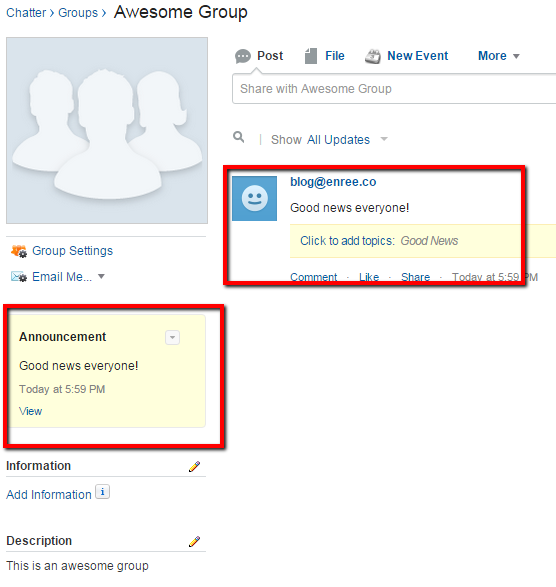 Chatter › Groups › Awesome Group
Post File New Event More
Share with Awesome Group
Show All Updates
blog@enree.co
Good news everyone!
Click to add topics: Good News
Comment · Like · Share · Today at 5:59 PM
Group Settings
Email Me...
Announcement
Good news everyone!
Today at 5:59 PM
View
Information
Add Information i
Description
This is an awesome group